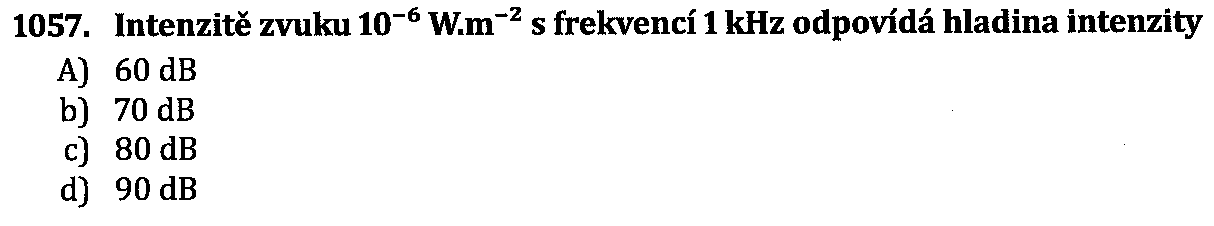 1057. Intenzitě zvuku 10⁻⁶ W.m⁻² s frekvencí 1 kHz odpovídá hladina intenzity
A) 60 dB
b) 70 dB
c) 80 dB
d) 90 dB